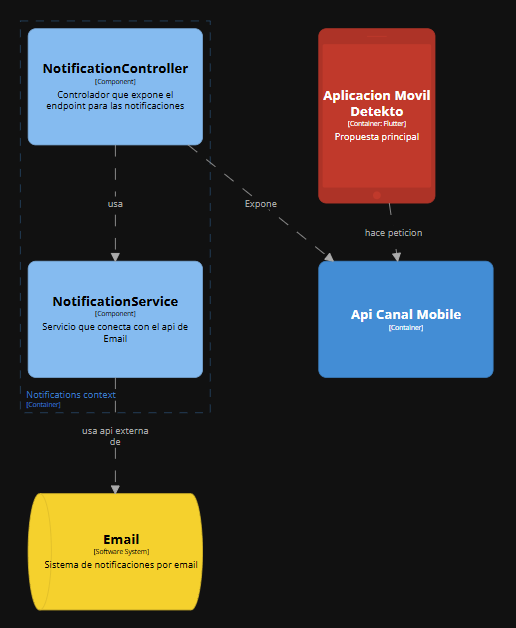 NotificationController
[Component]
Controlador que expone el
endpoint para las notificaciones
Aplicacion Movil
Detekto
[Container: Flutter]
Propuesta principal
usa
Expone
hace peticion
NotificationService
[Component]
Servicio que conecta con el api de
Email
Api Canal Mobile
[Container]
Notifications context
[Container]
usa api externa
de
Email
[Software System]
Sistema de notificaciones por email